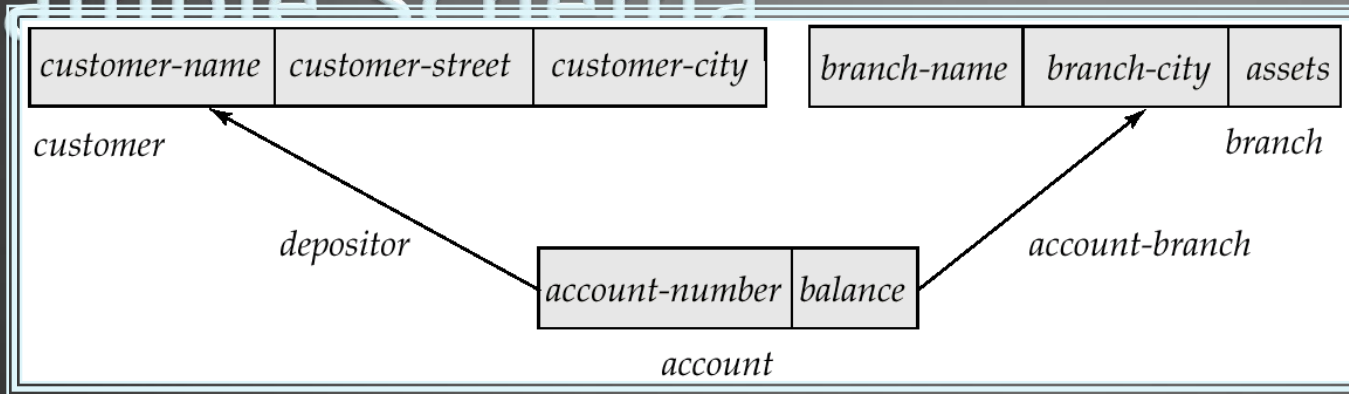 customer-name customer-street customer-city branch-name branch-city assets
customer branch
depositor account-branch
account-number balance
account